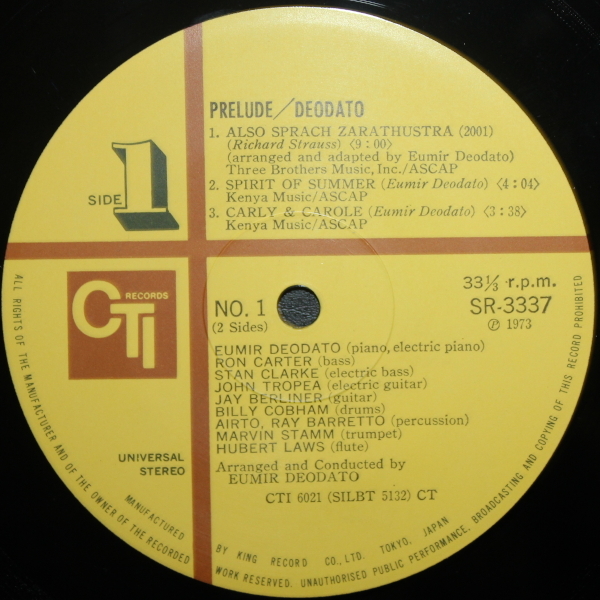 PRELUDE/DEODATO
1. ALSO SPRACH ZARATHUSTRA (2001)
(Richard Strauss) 〈9:00〉
(arranged and adapted by Eumir Deodato)
Three Brothers Music, Inc./ASCAP
2. SPIRIT OF SUMMER (Eumir Deodato) 〈4:04〉
Kenya Music/ASCAP
3. CARLY & CAROLE (Eumir Deodato) 〈3:38〉
Kenya Music/ASCAP
SIDE 1
CTI RECORDS
NO. 1
(2 Sides)
33⅓ r.p.m.
SR-3337
Ⓟ 1973
EUMIR DEODATO (piano, electric piano)
RON CARTER (bass)
STAN CLARKE (electric bass)
JOHN TROPEA (electric guitar)
JAY BERLINER (guitar)
BILLY COBHAM (drums)
AIRTO, RAY BARRETTO (percussion)
MARVIN STAMM (trumpet)
HUBERT LAWS (flute)
Arranged and Conducted by
EUMIR DEODATO
CTI 6021 (SILBT 5132) CT
UNIVERSAL
STEREO
MANUFACTURED BY KING RECORD CO., LTD. TOKYO, JAPAN
ALL RIGHTS OF THE MANUFACTURER AND OF THE OWNER OF THE RECORDED WORK RESERVED. UNAUTHORISED PUBLIC PERFORMANCE, BROADCASTING AND COPYING OF THIS RECORD PROHIBITED